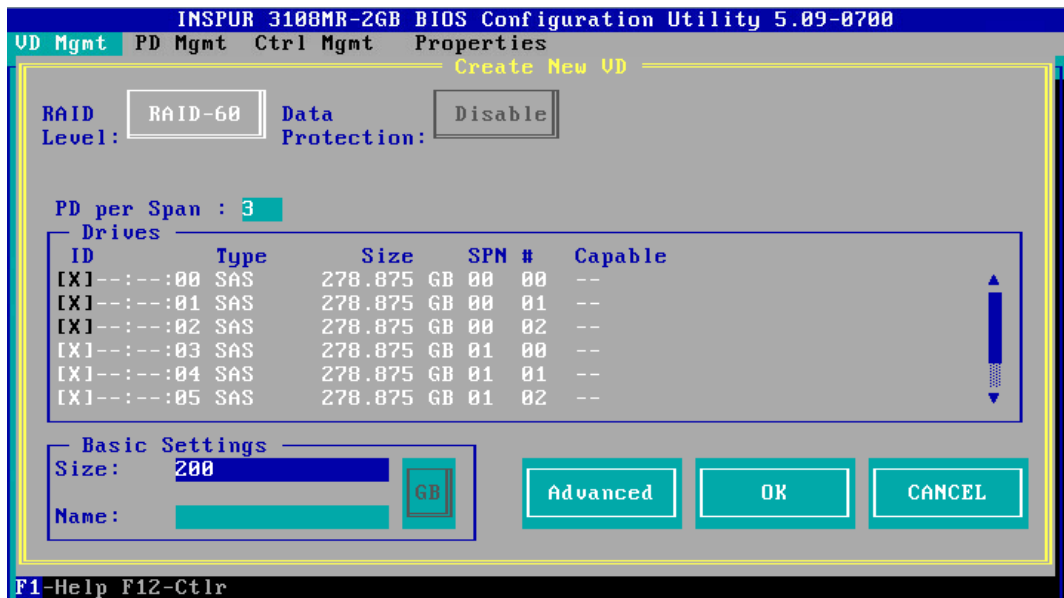 INSPUR 3108MR-2GB BIOS Configuration Utility 5.09-0700
VD Mgmt PD Mgmt Ctrl Mgmt Properties
Create New VD
RAID Level: RAID-60 Data Protection: Disable
PD per Span : 3
Drives
ID Type Size SPN # Capable
[X]--:--:00 SAS 278.875 GB 00 00 --
[X]--:--:01 SAS 278.875 GB 00 01 --
[X]--:--:02 SAS 278.875 GB 00 02 --
[X]--:--:03 SAS 278.875 GB 01 00 --
[X]--:--:04 SAS 278.875 GB 01 01 --
[X]--:--:05 SAS 278.875 GB 01 02 --
Basic Settings
Size: 200 GB
Name:
Advanced OK CANCEL
F1-Help F12-Ctlr